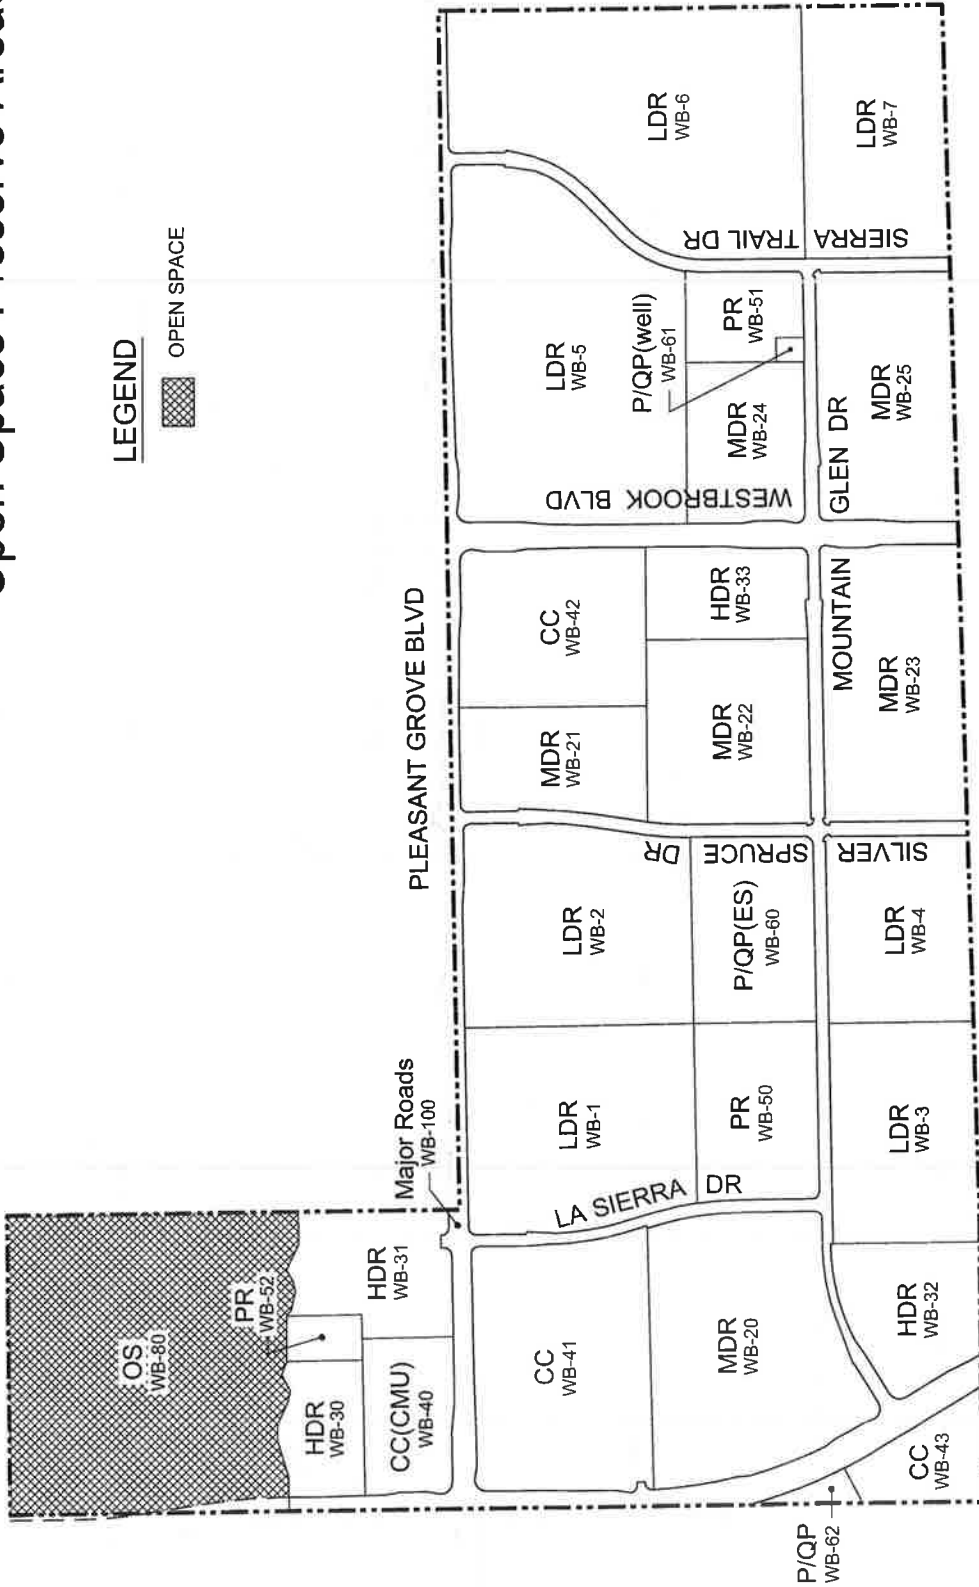 LEGEND
OPEN SPACE
OS
WB-80
PR
WB-52
HDR
WB-30
HDR
WB-31
CC(CMU)
WB-40
Major Roads
WB-100
PLEASANT GROVE BLVD
CC
WB-41
MDR
WB-20
LA SIERRA DR
LDR
WB-1
LDR
WB-2
PR
WB-50
P/QP(ES)
WB-60
HDR
WB-32
LDR
WB-3
LDR
WB-4
CC
WB-43
P/QP
WB-62
SILVER SPRUCE DR
MDR
WB-21
CC
WB-42
MDR
WB-22
HDR
WB-33
MDR
WB-23
MOUNTAIN GLEN DR
WESTBROOK BLVD
LDR
WB-5
P/QP(well)
WB-61
MDR
WB-24
PR
WB-51
MDR
WB-25
SIERRA TRAIL DR
LDR
WB-6
LDR
WB-7